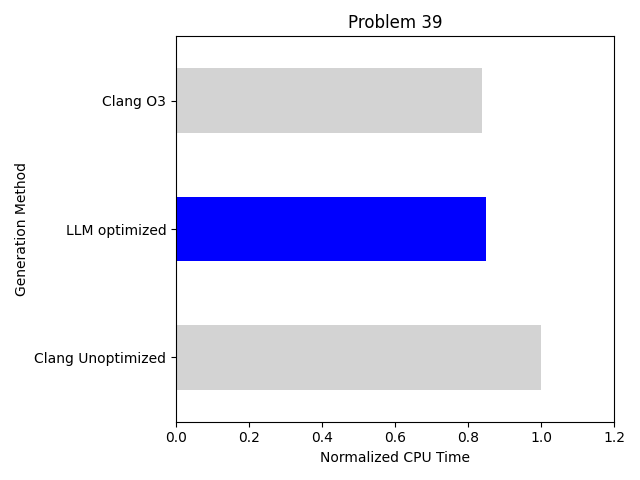 Problem 39
Clang O3
LLM optimized
Clang Unoptimized
Generation Method
0.0 0.2 0.4 0.6 0.8 1.0 1.2
Normalized CPU Time